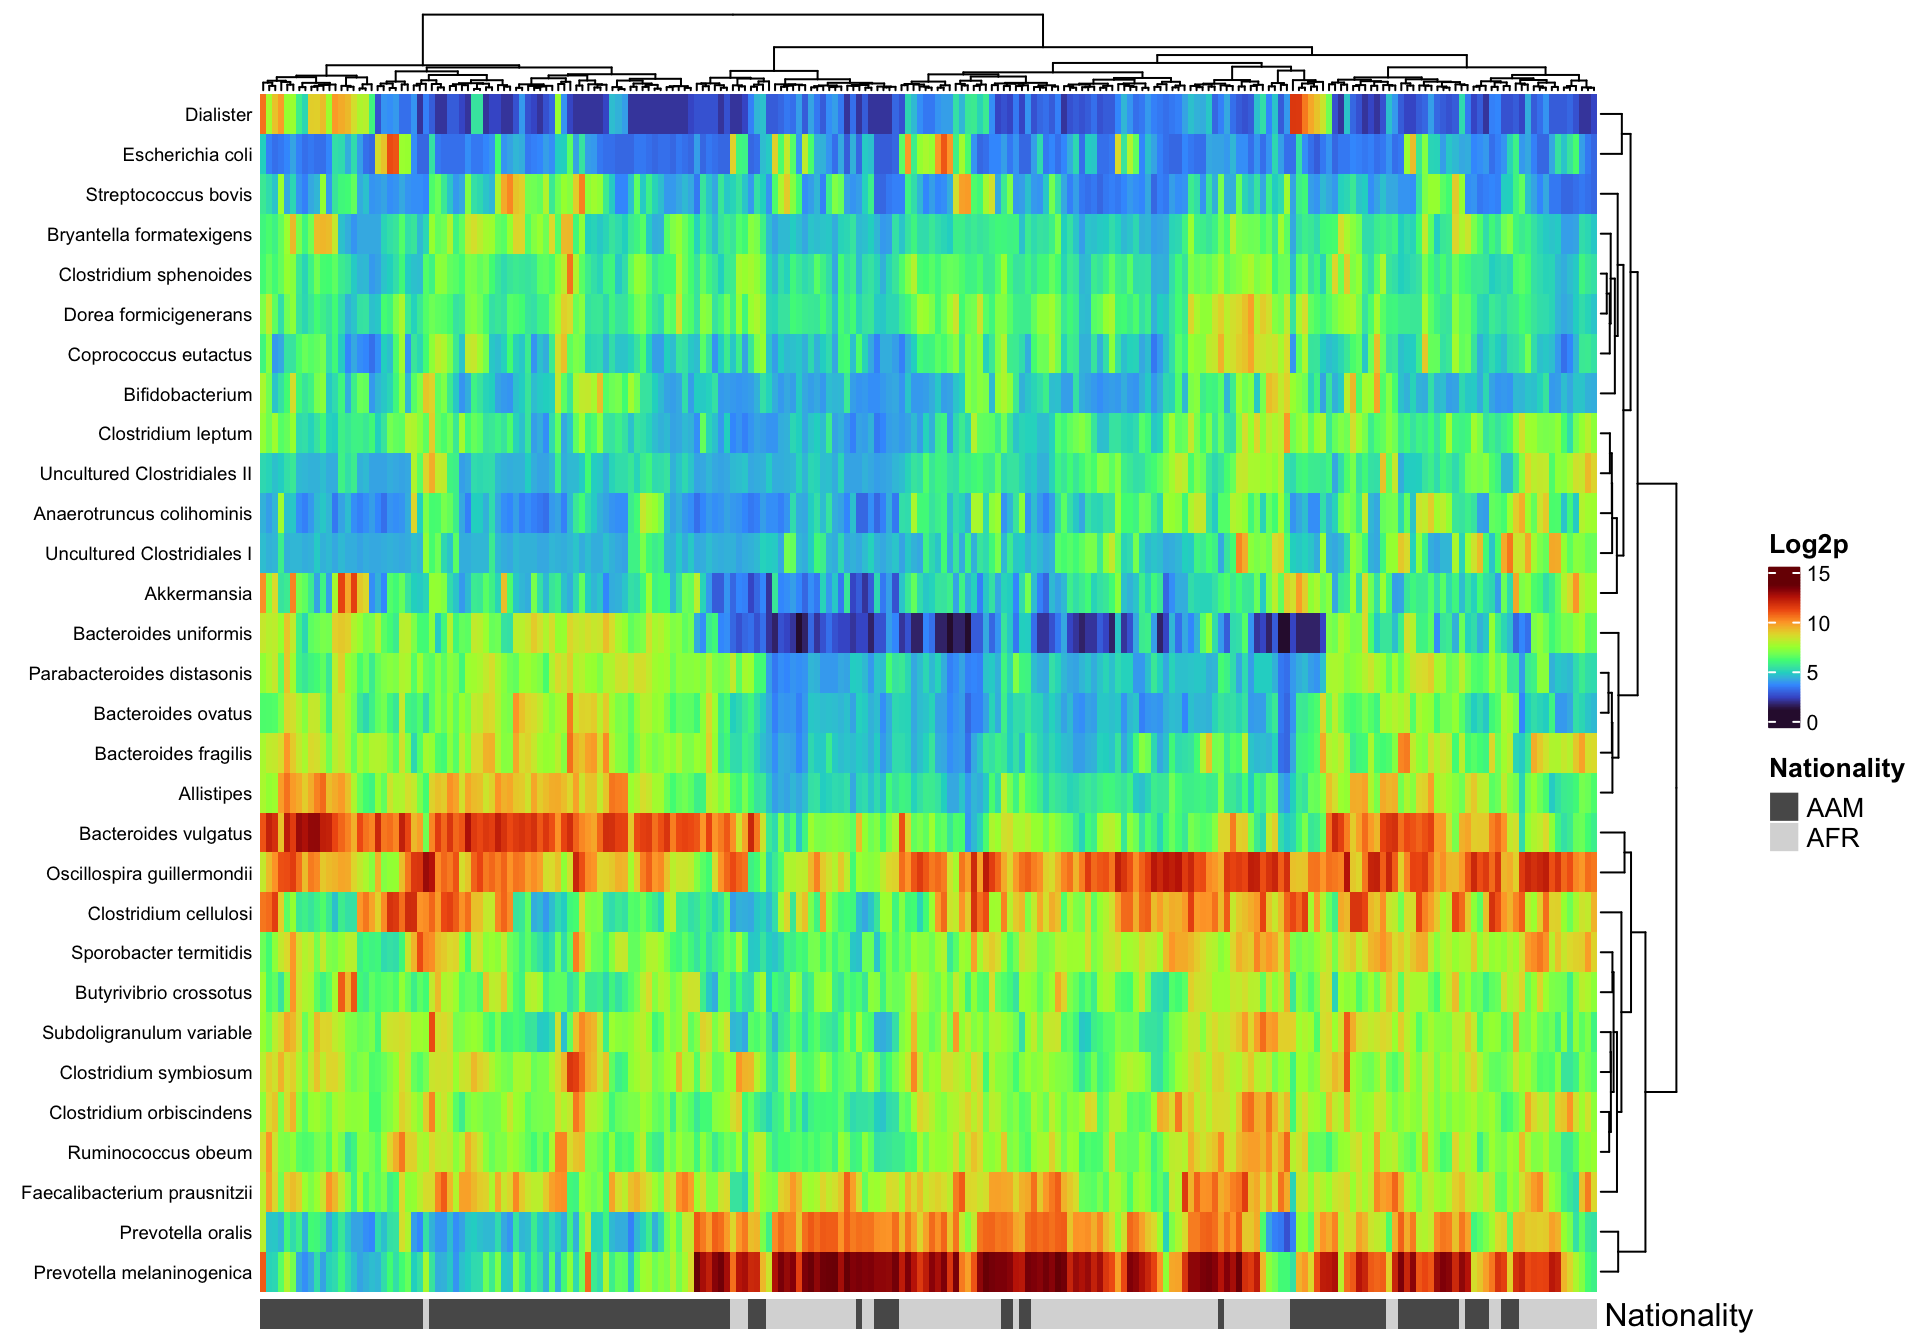 Dialister
Escherichia coli
Streptococcus bovis
Bryantella formatexigens
Clostridium sphenoides
Dorea formicigenerans
Coprococcus eutactus
Bifidobacterium
Clostridium leptum
Uncultured Clostridiales II
Anaerotruncus colihominis
Uncultured Clostridiales I
Akkermansia
Bacteroides uniformis
Parabacteroides distasonis
Bacteroides ovatus
Bacteroides fragilis
Allistipes
Bacteroides vulgatus
Oscillospira guillermondii
Clostridium cellulosi
Sporobacter termitidis
Butyrivibrio crossotus
Subdoligranulum variable
Clostridium symbiosum
Clostridium orbiscindens
Ruminococcus obeum
Faecalibacterium prausnitzii
Prevotella oralis
Prevotella melaninogenica
Nationality
Log2p
15
10
5
0
Nationality
AAM
AFR